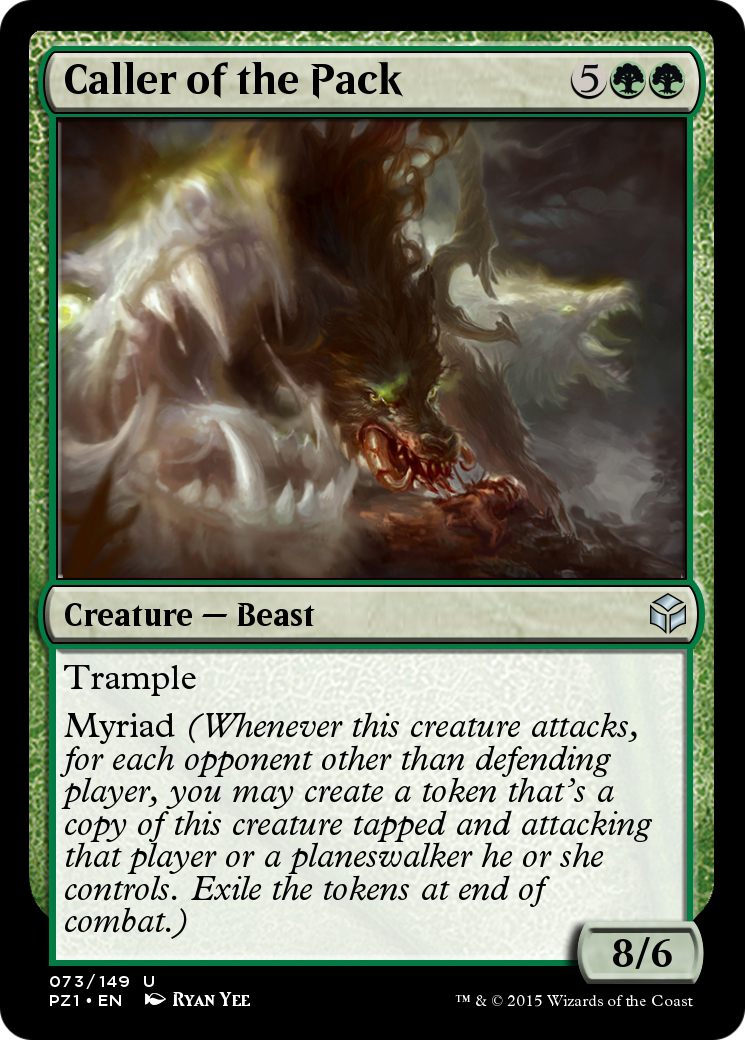 Caller of the Pack 5
Creature — Beast
Trample
Myriad (Whenever this creature attacks,
for each opponent other than defending
player, you may create a token that's a
copy of this creature tapped and attacking
that player or a planeswalker he or she
controls. Exile the tokens at end of
combat.)
8/6
073/149 U
PZ1 • EN Ryan Yee
™ & © 2015 Wizards of the Coast